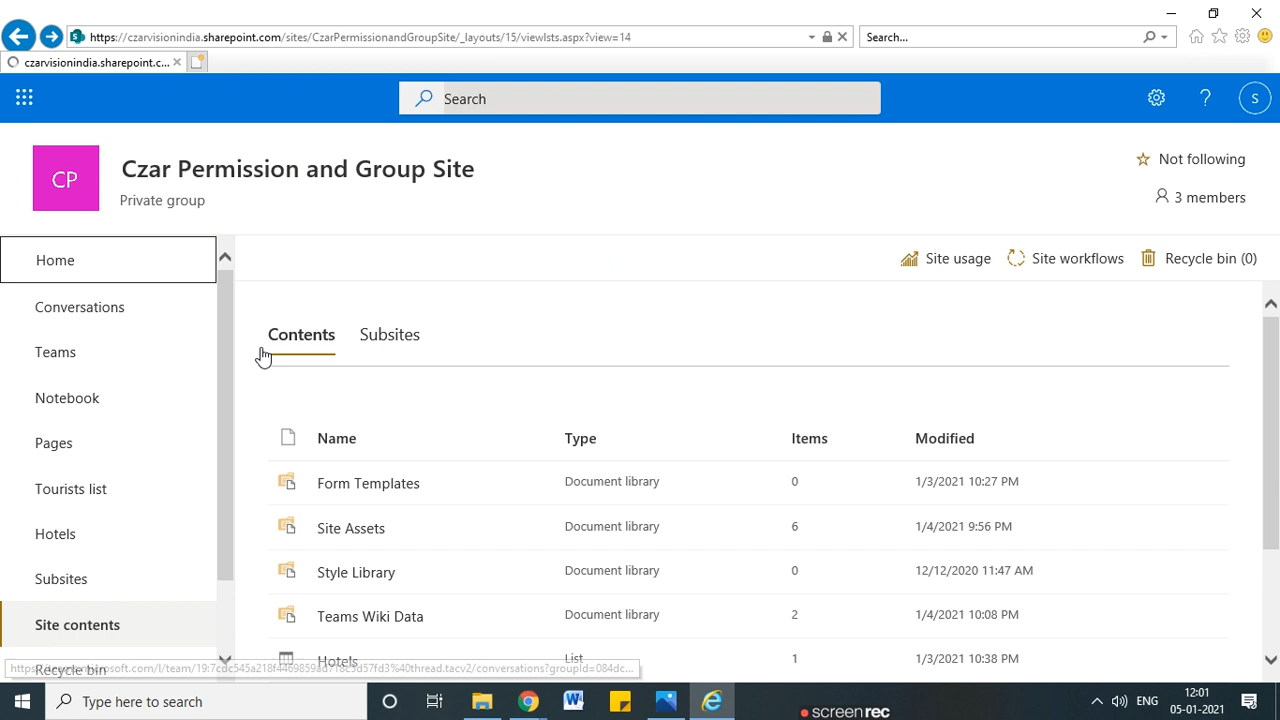 https://czarvisionindia.sharepoint.com/sites/CzarPermissionandGroupSite/_layouts/15/viewlsts.aspx?view=14
Search...
czarvisionindia.sharepoint.c...
Search
?
S
CP
Czar Permission and Group Site
Private group
Not following
3 members
Home
Conversations
Teams
Notebook
Pages
Tourists list
Hotels
Subsites
Site contents
Recycle bin
Site usage
Site workflows
Recycle bin (0)
Contents
Subsites
Name Type Items Modified
Form Templates Document library 0 1/3/2021 10:27 PM
Site Assets Document library 6 1/4/2021 9:56 PM
Style Library Document library 0 12/12/2020 11:47 AM
Teams Wiki Data Document library 2 1/4/2021 10:08 PM
Hotels List 1 1/3/2021 10:38 PM
Type here to search
ENG
12:01
05-01-2021
screenrec